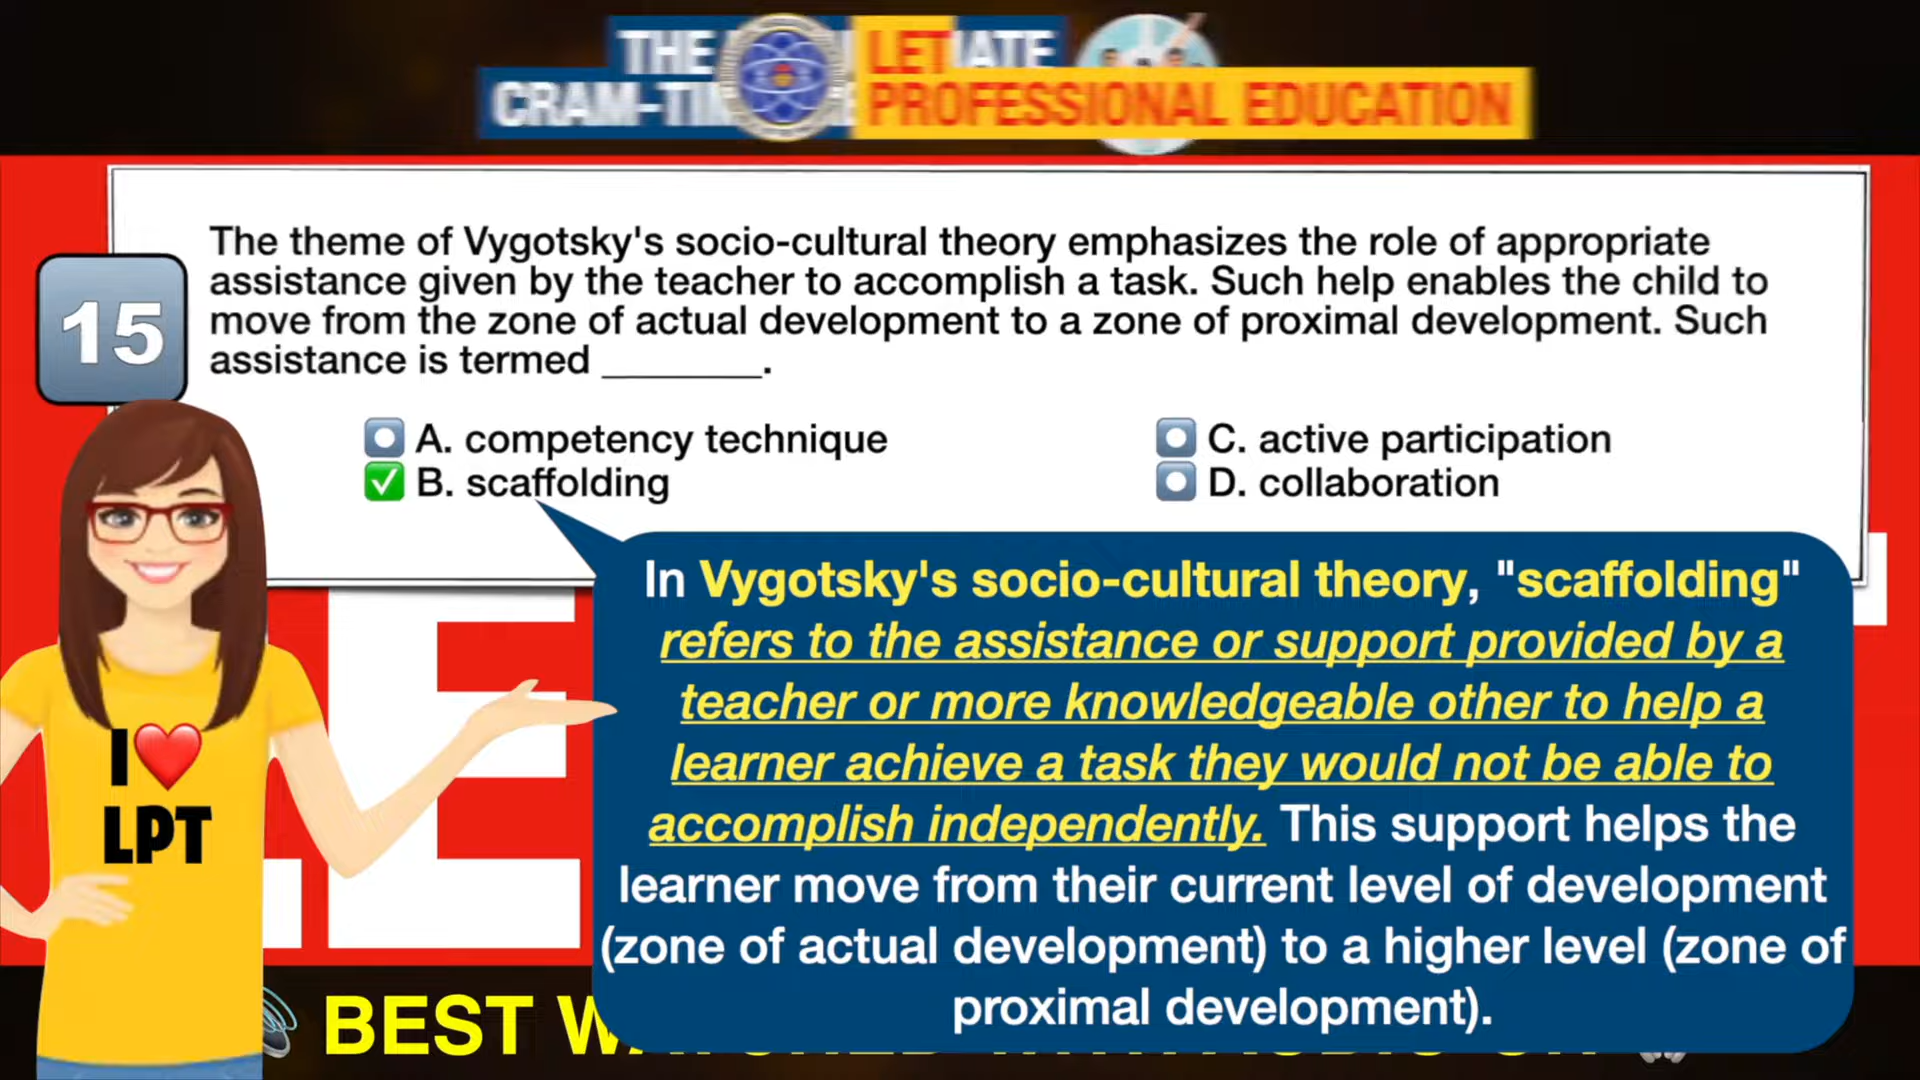 THE LETIATE
CRAM-TI PROFESSIONAL EDUCATION
The theme of Vygotsky's socio-cultural theory emphasizes the role of appropriate
assistance given by the teacher to accomplish a task. Such help enables the child to
move from the zone of actual development to a zone of proximal development. Such
assistance is termed ________.
15
A. competency technique
B. scaffolding
C. active participation
D. collaboration
In Vygotsky's socio-cultural theory, "scaffolding"
refers to the assistance or support provided by a
teacher or more knowledgeable other to help a
learner achieve a task they would not be able to
accomplish independently. This support helps the
learner move from their current level of development
(zone of actual development) to a higher level (zone of
proximal development).
I ❤️
LPT
BEST